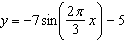 y = −7 sin(2π/3 x) − 5